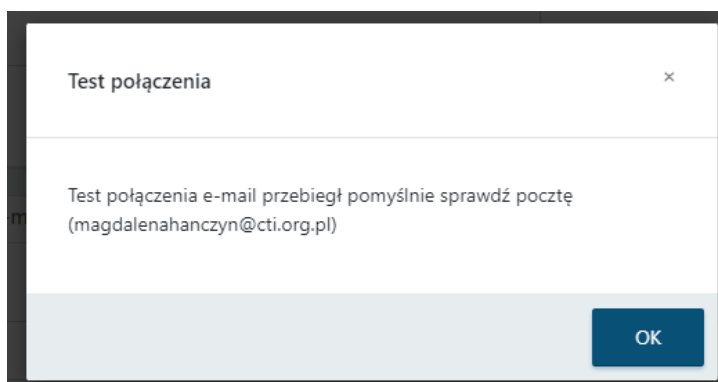 Test połączenia
×
Test połączenia e-mail przebiegł pomyślnie sprawdź pocztę
(magdalenahanczyn@cti.org.pl)
-m
OK